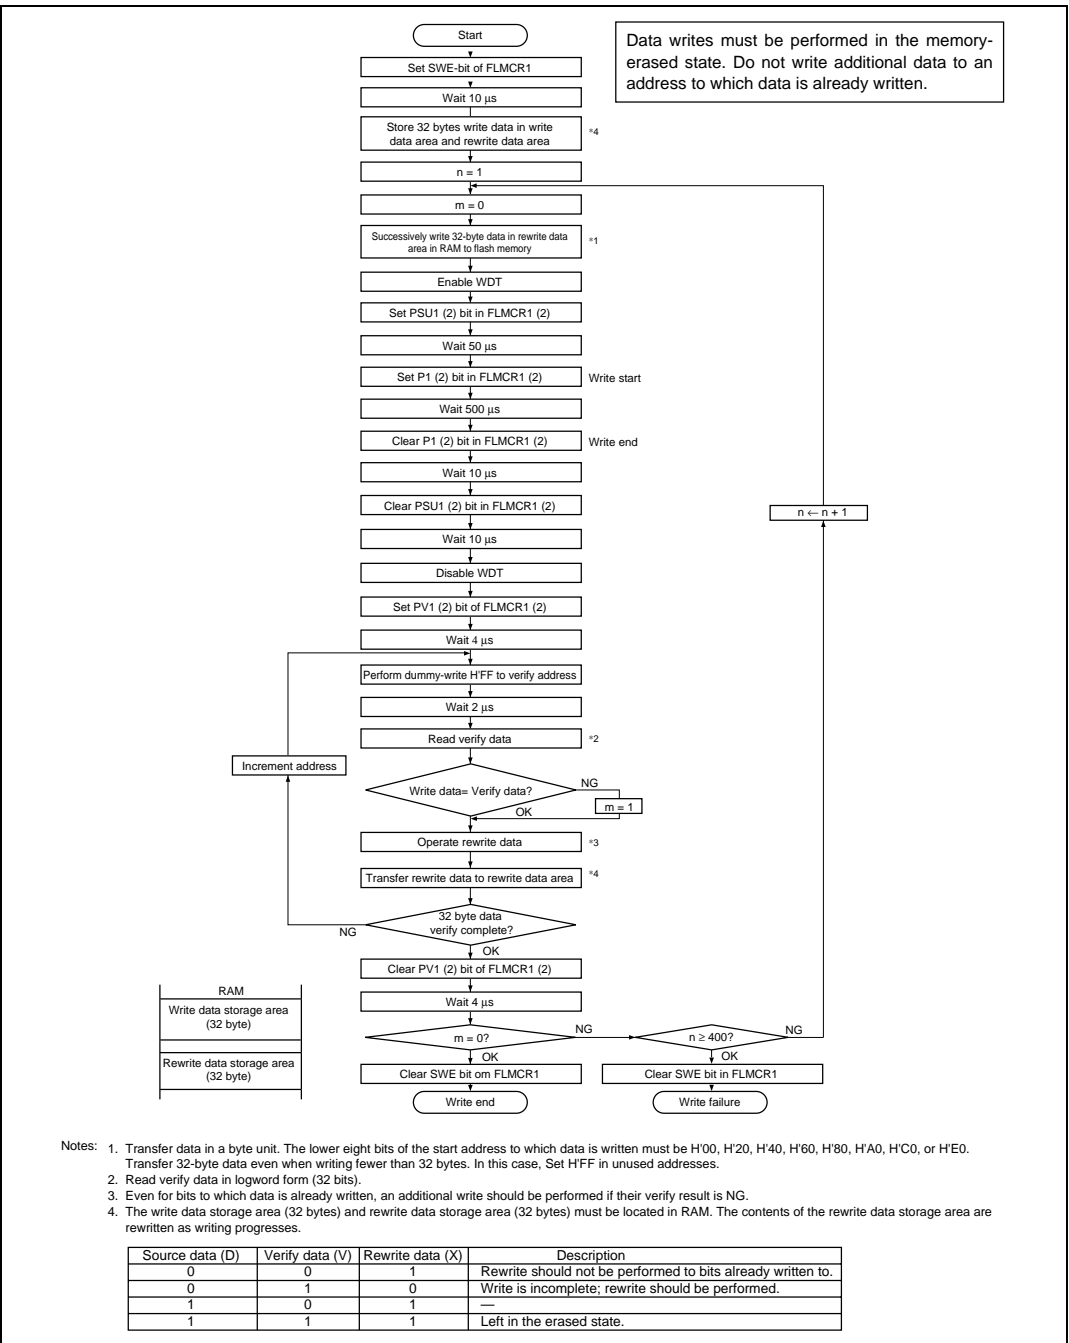 Start
Data writes must be performed in the memory-
erased state. Do not write additional data to an
address to which data is already written.
Set SWE-bit of FLMCR1
Wait 10 µs
Store 32 bytes write data in write
data area and rewrite data area
*4
n = 1
m = 0
Successively write 32-byte data in rewrite data
area in RAM to flash memory
*1
Enable WDT
Set PSU1 (2) bit in FLMCR1 (2)
Wait 50 µs
Set P1 (2) bit in FLMCR1 (2)
Write start
Wait 500 µs
Clear P1 (2) bit in FLMCR1 (2)
Write end
Wait 10 µs
Clear PSU1 (2) bit in FLMCR1 (2)
n ← n + 1
Wait 10 µs
Disable WDT
Set PV1 (2) bit of FLMCR1 (2)
Wait 4 µs
Perform dummy-write H'FF to verify address
Wait 2 µs
Read verify data
*2
Increment address
Write data= Verify data?
NG
m = 1
OK
Operate rewrite data
*3
Transfer rewrite data to rewrite data area
*4
32 byte data
verify complete?
NG
OK
Clear PV1 (2) bit of FLMCR1 (2)
Wait 4 µs
RAM
Write data storage area
(32 byte)
Rewrite data storage area
(32 byte)
m = 0?
NG
n ≥ 400?
NG
OK
OK
Clear SWE bit om FLMCR1
Clear SWE bit in FLMCR1
Write end
Write failure
Notes: 1. Transfer data in a byte unit. The lower eight bits of the start address to which data is written must be H'00, H'20, H'40, H'60, H'80, H'A0, H'C0, or H'E0.
Transfer 32-byte data even when writing fewer than 32 bytes. In this case, Set H'FF in unused addresses.
2. Read verify data in logword form (32 bits).
3. Even for bits to which data is already written, an additional write should be performed if their verify result is NG.
4. The write data storage area (32 bytes) and rewrite data storage area (32 bytes) must be located in RAM. The contents of the rewrite data storage area are
rewritten as writing progresses.
Source data (D) Verify data (V) Rewrite data (X) Description
0 0 1 Rewrite should not be performed to bits already written to.
0 1 0 Write is incomplete; rewrite should be performed.
1 0 1 —
1 1 1 Left in the erased state.